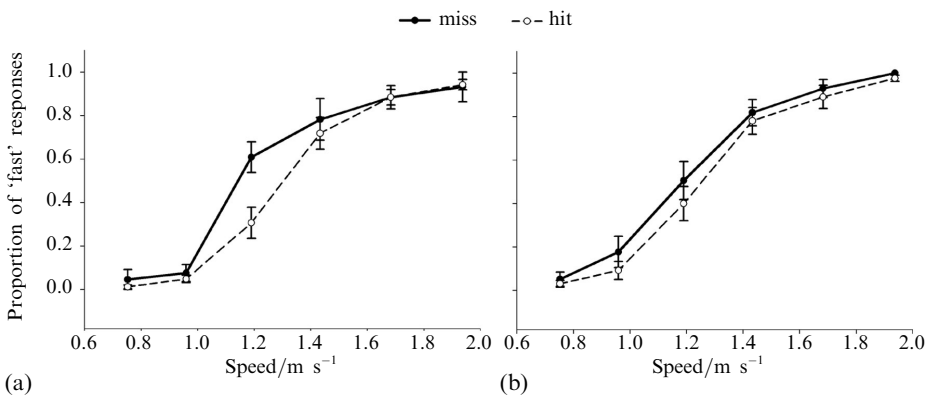 miss hit
Proportion of ‘fast’ responses
1.0
0.8
0.6
0.4
0.2
0.0
0.6 0.8 1.0 1.2 1.4 1.6 1.8 2.0
Speed/m s⁻¹
(a)
0.6 0.8 1.0 1.2 1.4 1.6 1.8 2.0
Speed/m s⁻¹
(b)